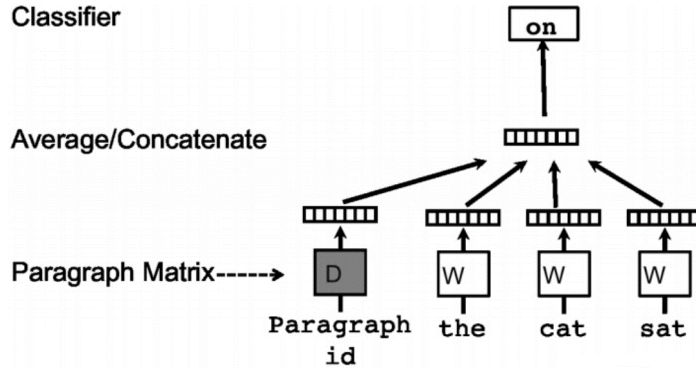 Classifier
on
Average/Concatenate
Paragraph Matrix---->
D
W
W
W
Paragraph
id
the
cat
sat